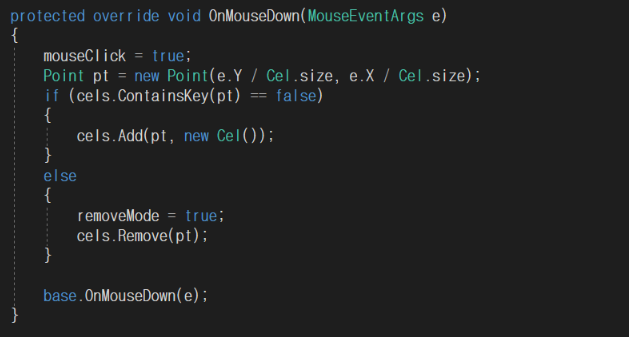 protected override void OnMouseDown(MouseEventArgs e)
{
mouseClick = true;
Point pt = new Point(e.Y / Cel.size, e.X / Cel.size);
if (cels.ContainsKey(pt) == false)
{
cels.Add(pt, new Cel());
}
else
{
removeMode = true;
cels.Remove(pt);
}
base.OnMouseDown(e);
}